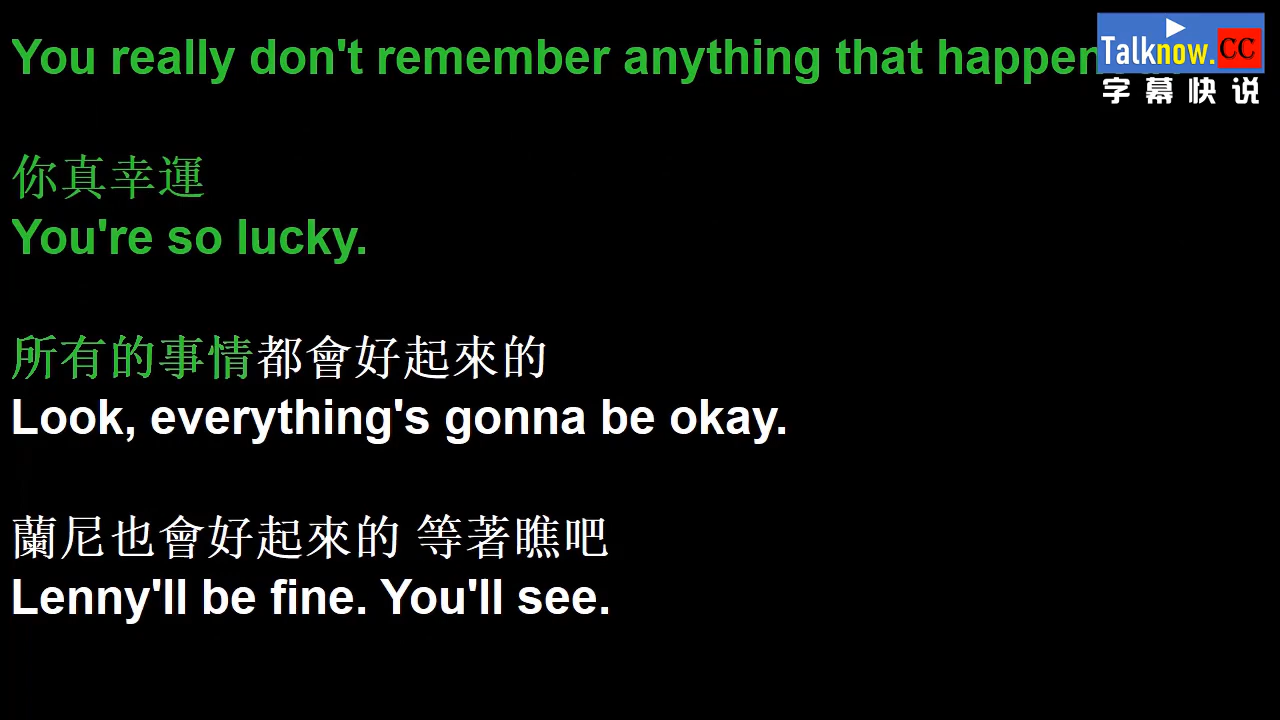 You really don't remember anything that happen
Talknow.CC
字幕快说
你真幸運
You're so lucky.
所有的事情都會好起來的
Look, everything's gonna be okay.
蘭尼也會好起來的 等著瞧吧
Lenny'll be fine. You'll see.